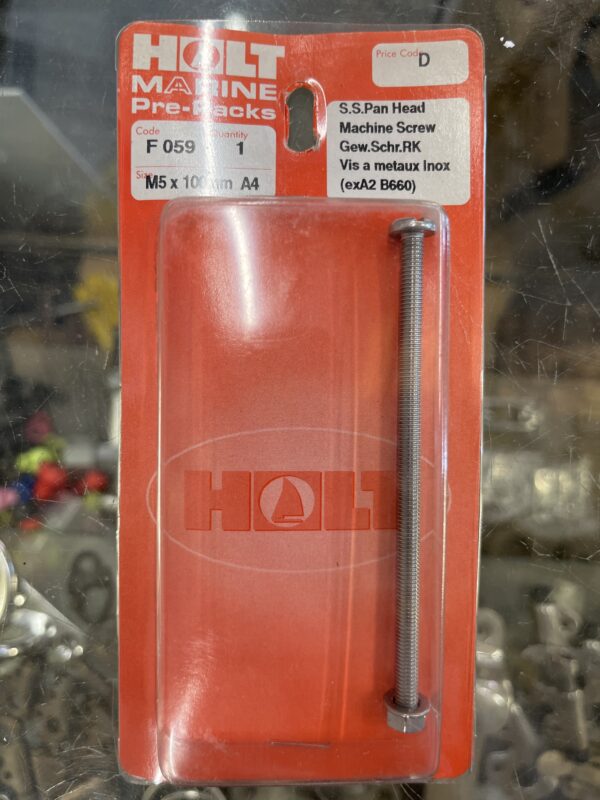 HOLT
MARINE
Pre-Packs
Price Code
D
Code
Quantity
F 059
1
Size
M5 x 100mm A4
S.S.Pan Head
Machine Screw
Gew.Schr.RK
Vis a metaux Inox
(exA2 B660)
HOLT